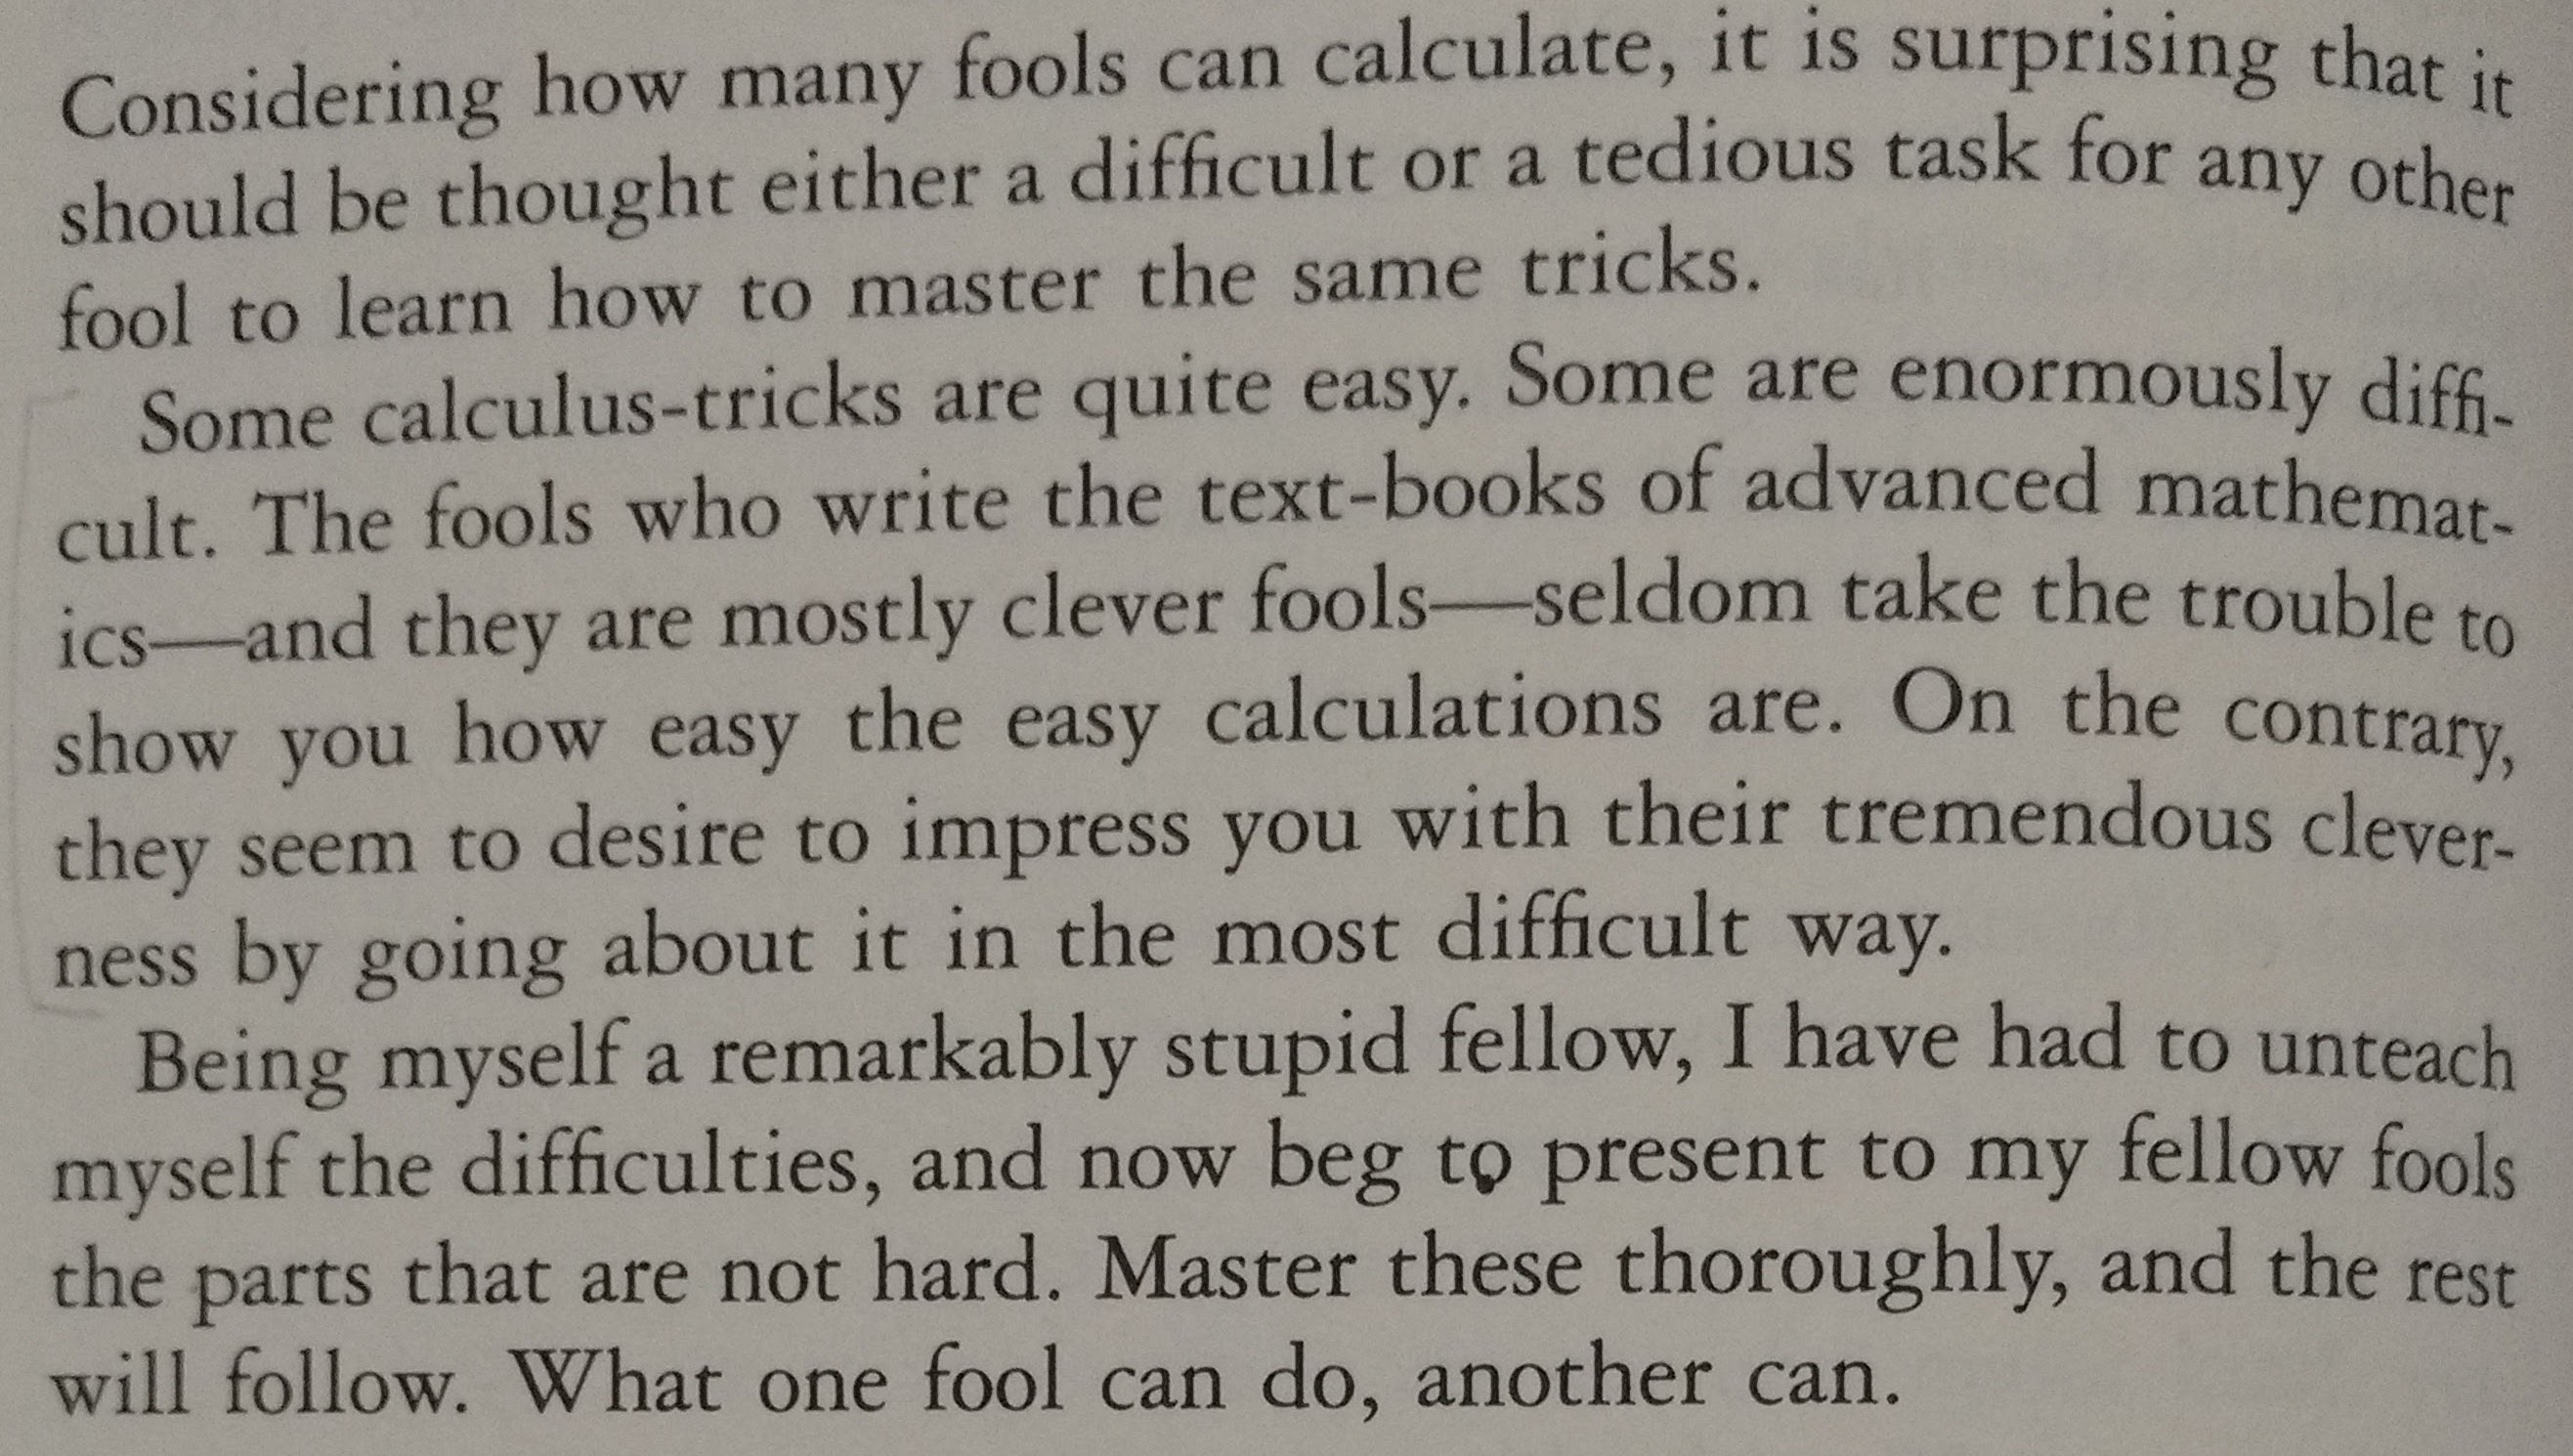 Considering how many fools can calculate, it is surprising that it
should be thought either a difficult or a tedious task for any other
fool to learn how to master the same tricks.
Some calculus-tricks are quite easy. Some are enormously diffi-
cult. The fools who write the text-books of advanced mathemat-
ics—and they are mostly clever fools—seldom take the trouble to
show you how easy the easy calculations are. On the contrary,
they seem to desire to impress you with their tremendous clever-
ness by going about it in the most difficult way.
Being myself a remarkably stupid fellow, I have had to unteach
myself the difficulties, and now beg to present to my fellow fools
the parts that are not hard. Master these thoroughly, and the rest
will follow. What one fool can do, another can.